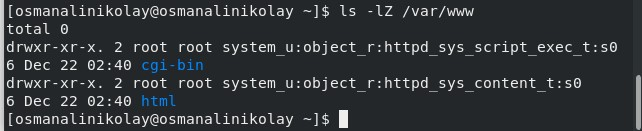 [osmanalinikolay@osmanalinikolay ~]$ ls -lZ /var/www
total 0
drwxr-xr-x. 2 root root system_u:object_r:httpd_sys_script_exec_t:s0
6 Dec 22 02:40 cgi-bin
drwxr-xr-x. 2 root root system_u:object_r:httpd_sys_content_t:s0
6 Dec 22 02:40 html
[osmanalinikolay@osmanalinikolay ~]$